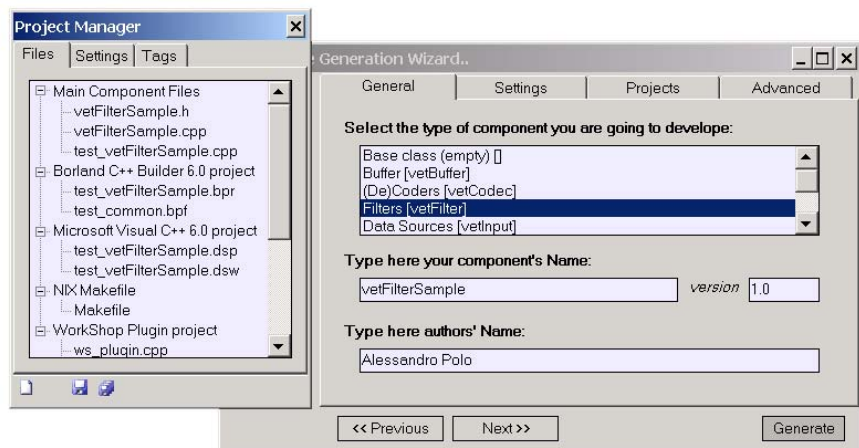 Project Manager
Files Settings Tags
Main Component Files
vetFilterSample.h
vetFilterSample.cpp
test_vetFilterSample.cpp
Borland C++ Builder 6.0 project
test_vetFilterSample.bpr
test_common.bpf
Microsoft Visual C++ 6.0 project
test_vetFilterSample.dsp
test_vetFilterSample.dsw
NIX Makefile
Makefile
WorkShop Plugin project
ws_plugin.cpp
Generation Wizard..
General Settings Projects Advanced
Select the type of component you are going to develope:
Base class (empty) []
Buffer [vetBuffer]
(De)Coders [vetCodec]
Filters [vetFilter]
Data Sources [vetInput]
Type here your component's Name:
vetFilterSample version 1.0
Type here authors' Name:
Alessandro Polo
<< Previous Next >> Generate